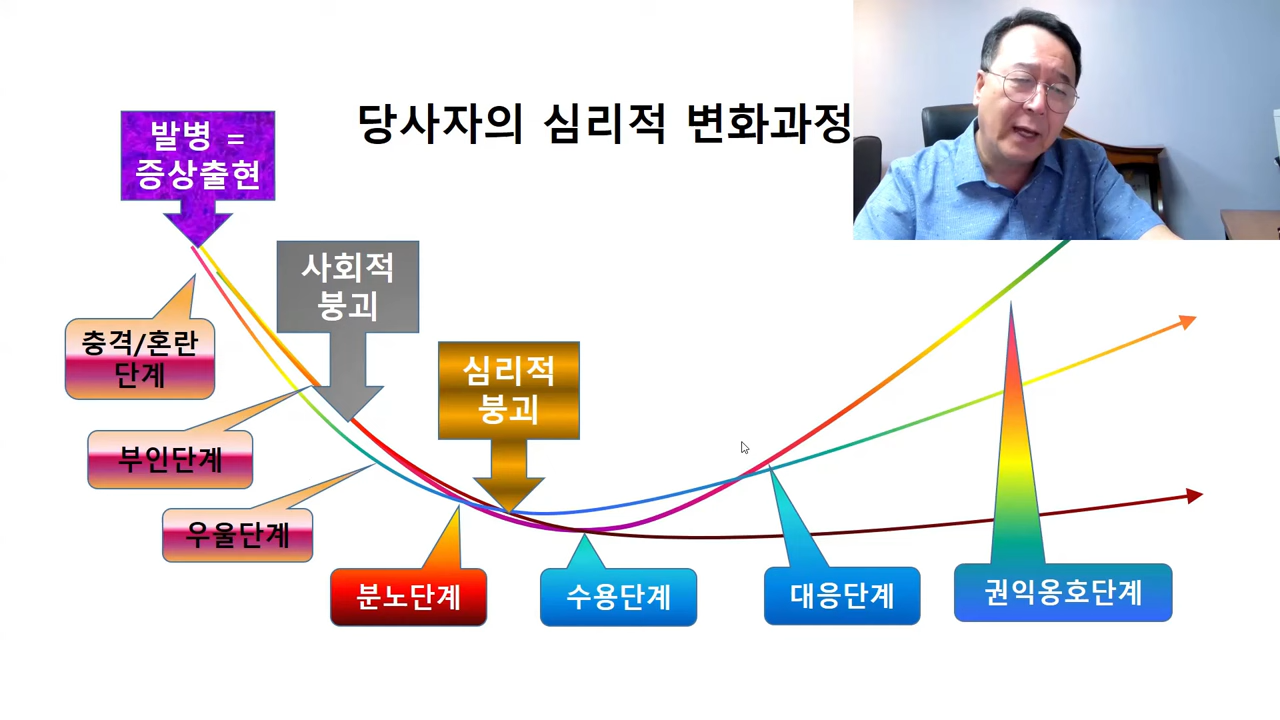 당사자의 심리적 변화과정
발병 =
증상출현
사회적
붕괴
심리적
붕괴
충격/혼란
단계
부인단계
우울단계
분노단계
수용단계
대응단계
권익옹호단계